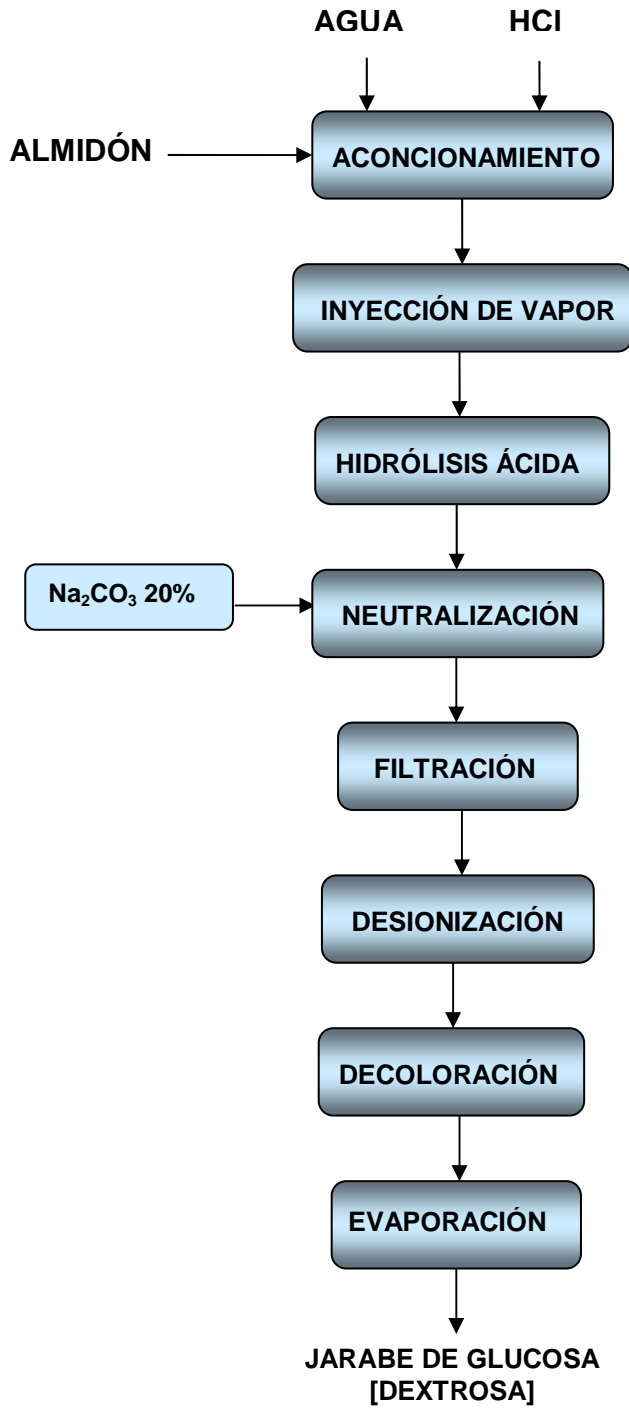 AGUA HCl
ALMIDÓN
ACONCIONAMIENTO
INYECCIÓN DE VAPOR
HIDRÓLISIS ÁCIDA
Na₂CO₃ 20%
NEUTRALIZACIÓN
FILTRACIÓN
DESIONIZACIÓN
DECOLORACIÓN
EVAPORACIÓN
JARABE DE GLUCOSA
[DEXTROSA]